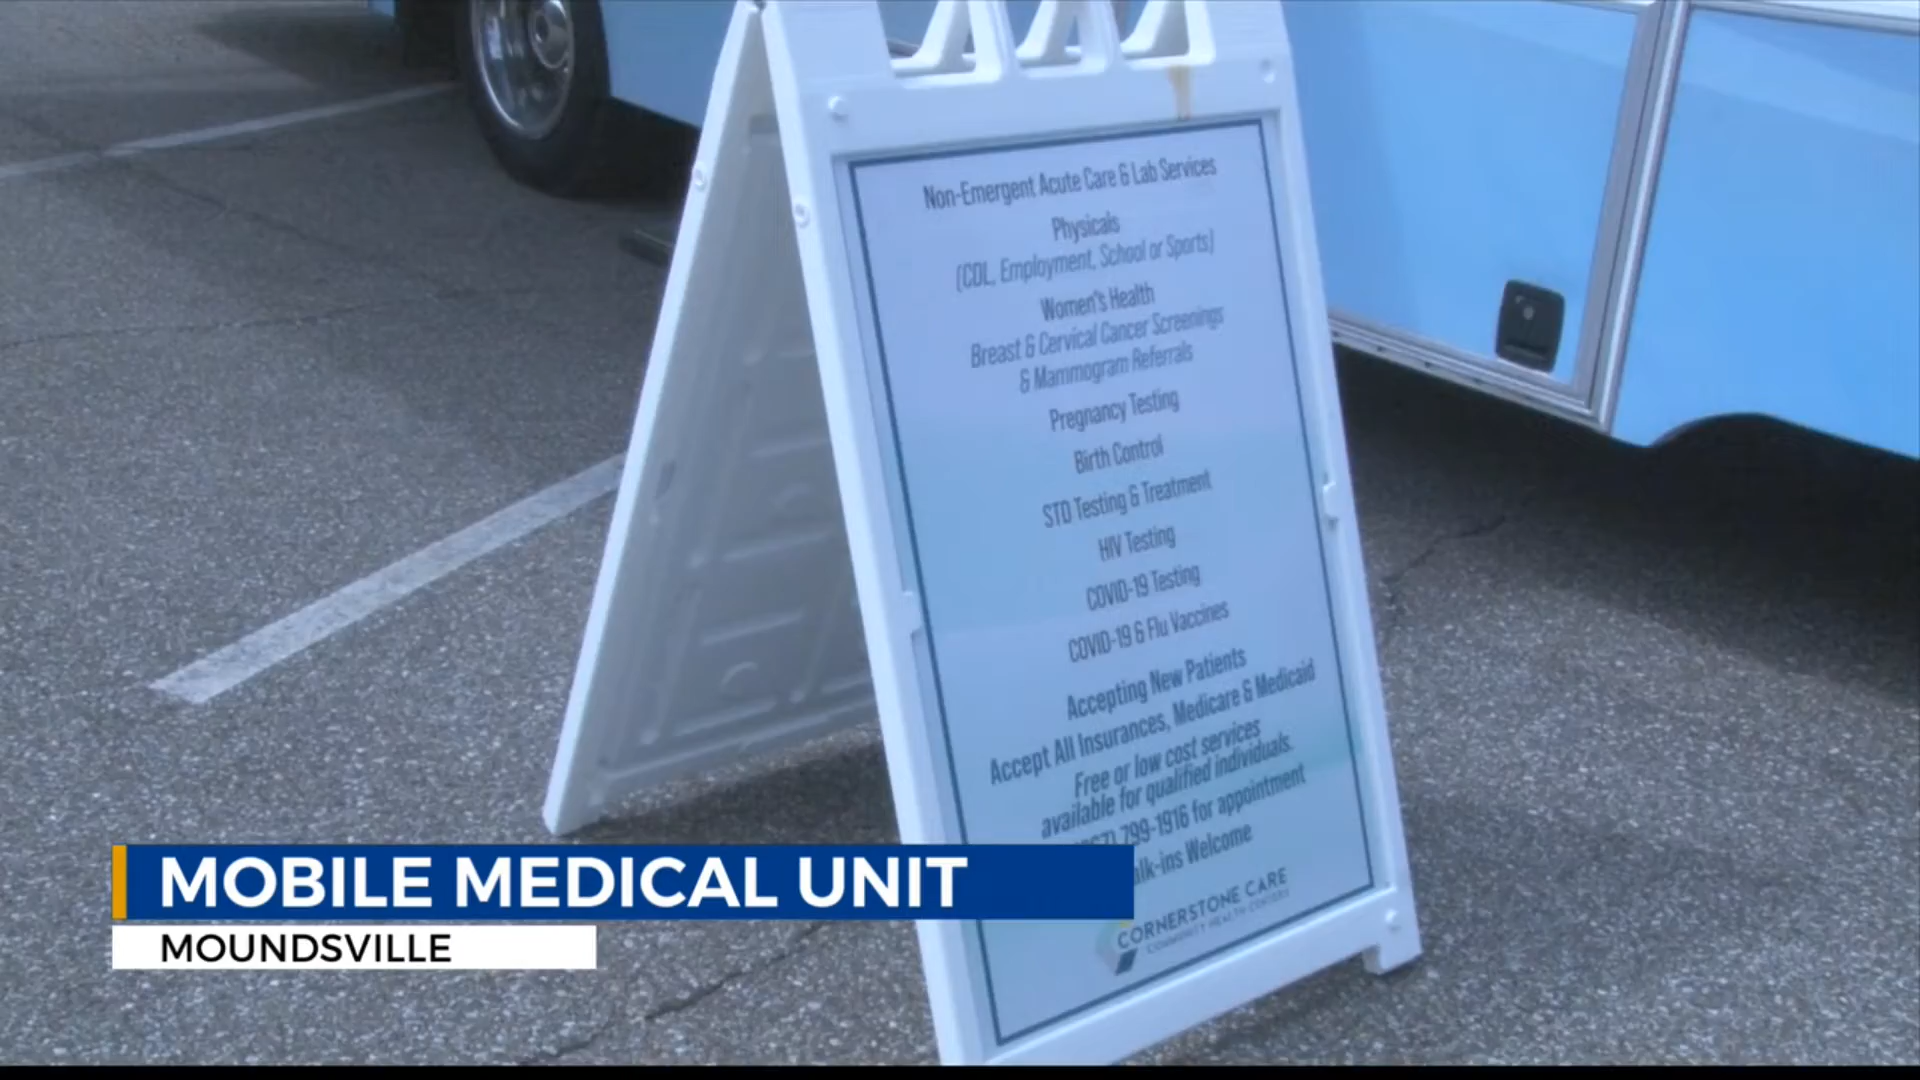 Non-Emergent Acute Care & Lab Services
Physicals
(CDL, Employment, School or Sports)
Women's Health
Breast & Cervical Cancer Screenings
& Mammogram Referrals
Pregnancy Testing
Birth Control
STD Testing & Treatment
HIV Testing
COVID-19 Testing
COVID-19 & Flu Vaccines
Accepting New Patients
Accept All Insurances, Medicare & Medicaid
Free or low cost services
available for qualified individuals.
799-1916 for appointment
Welcome
CORNERSTONE CARE
COMMUNITY HEALTH CENTERS
MOBILE MEDICAL UNIT
MOUNDSVILLE